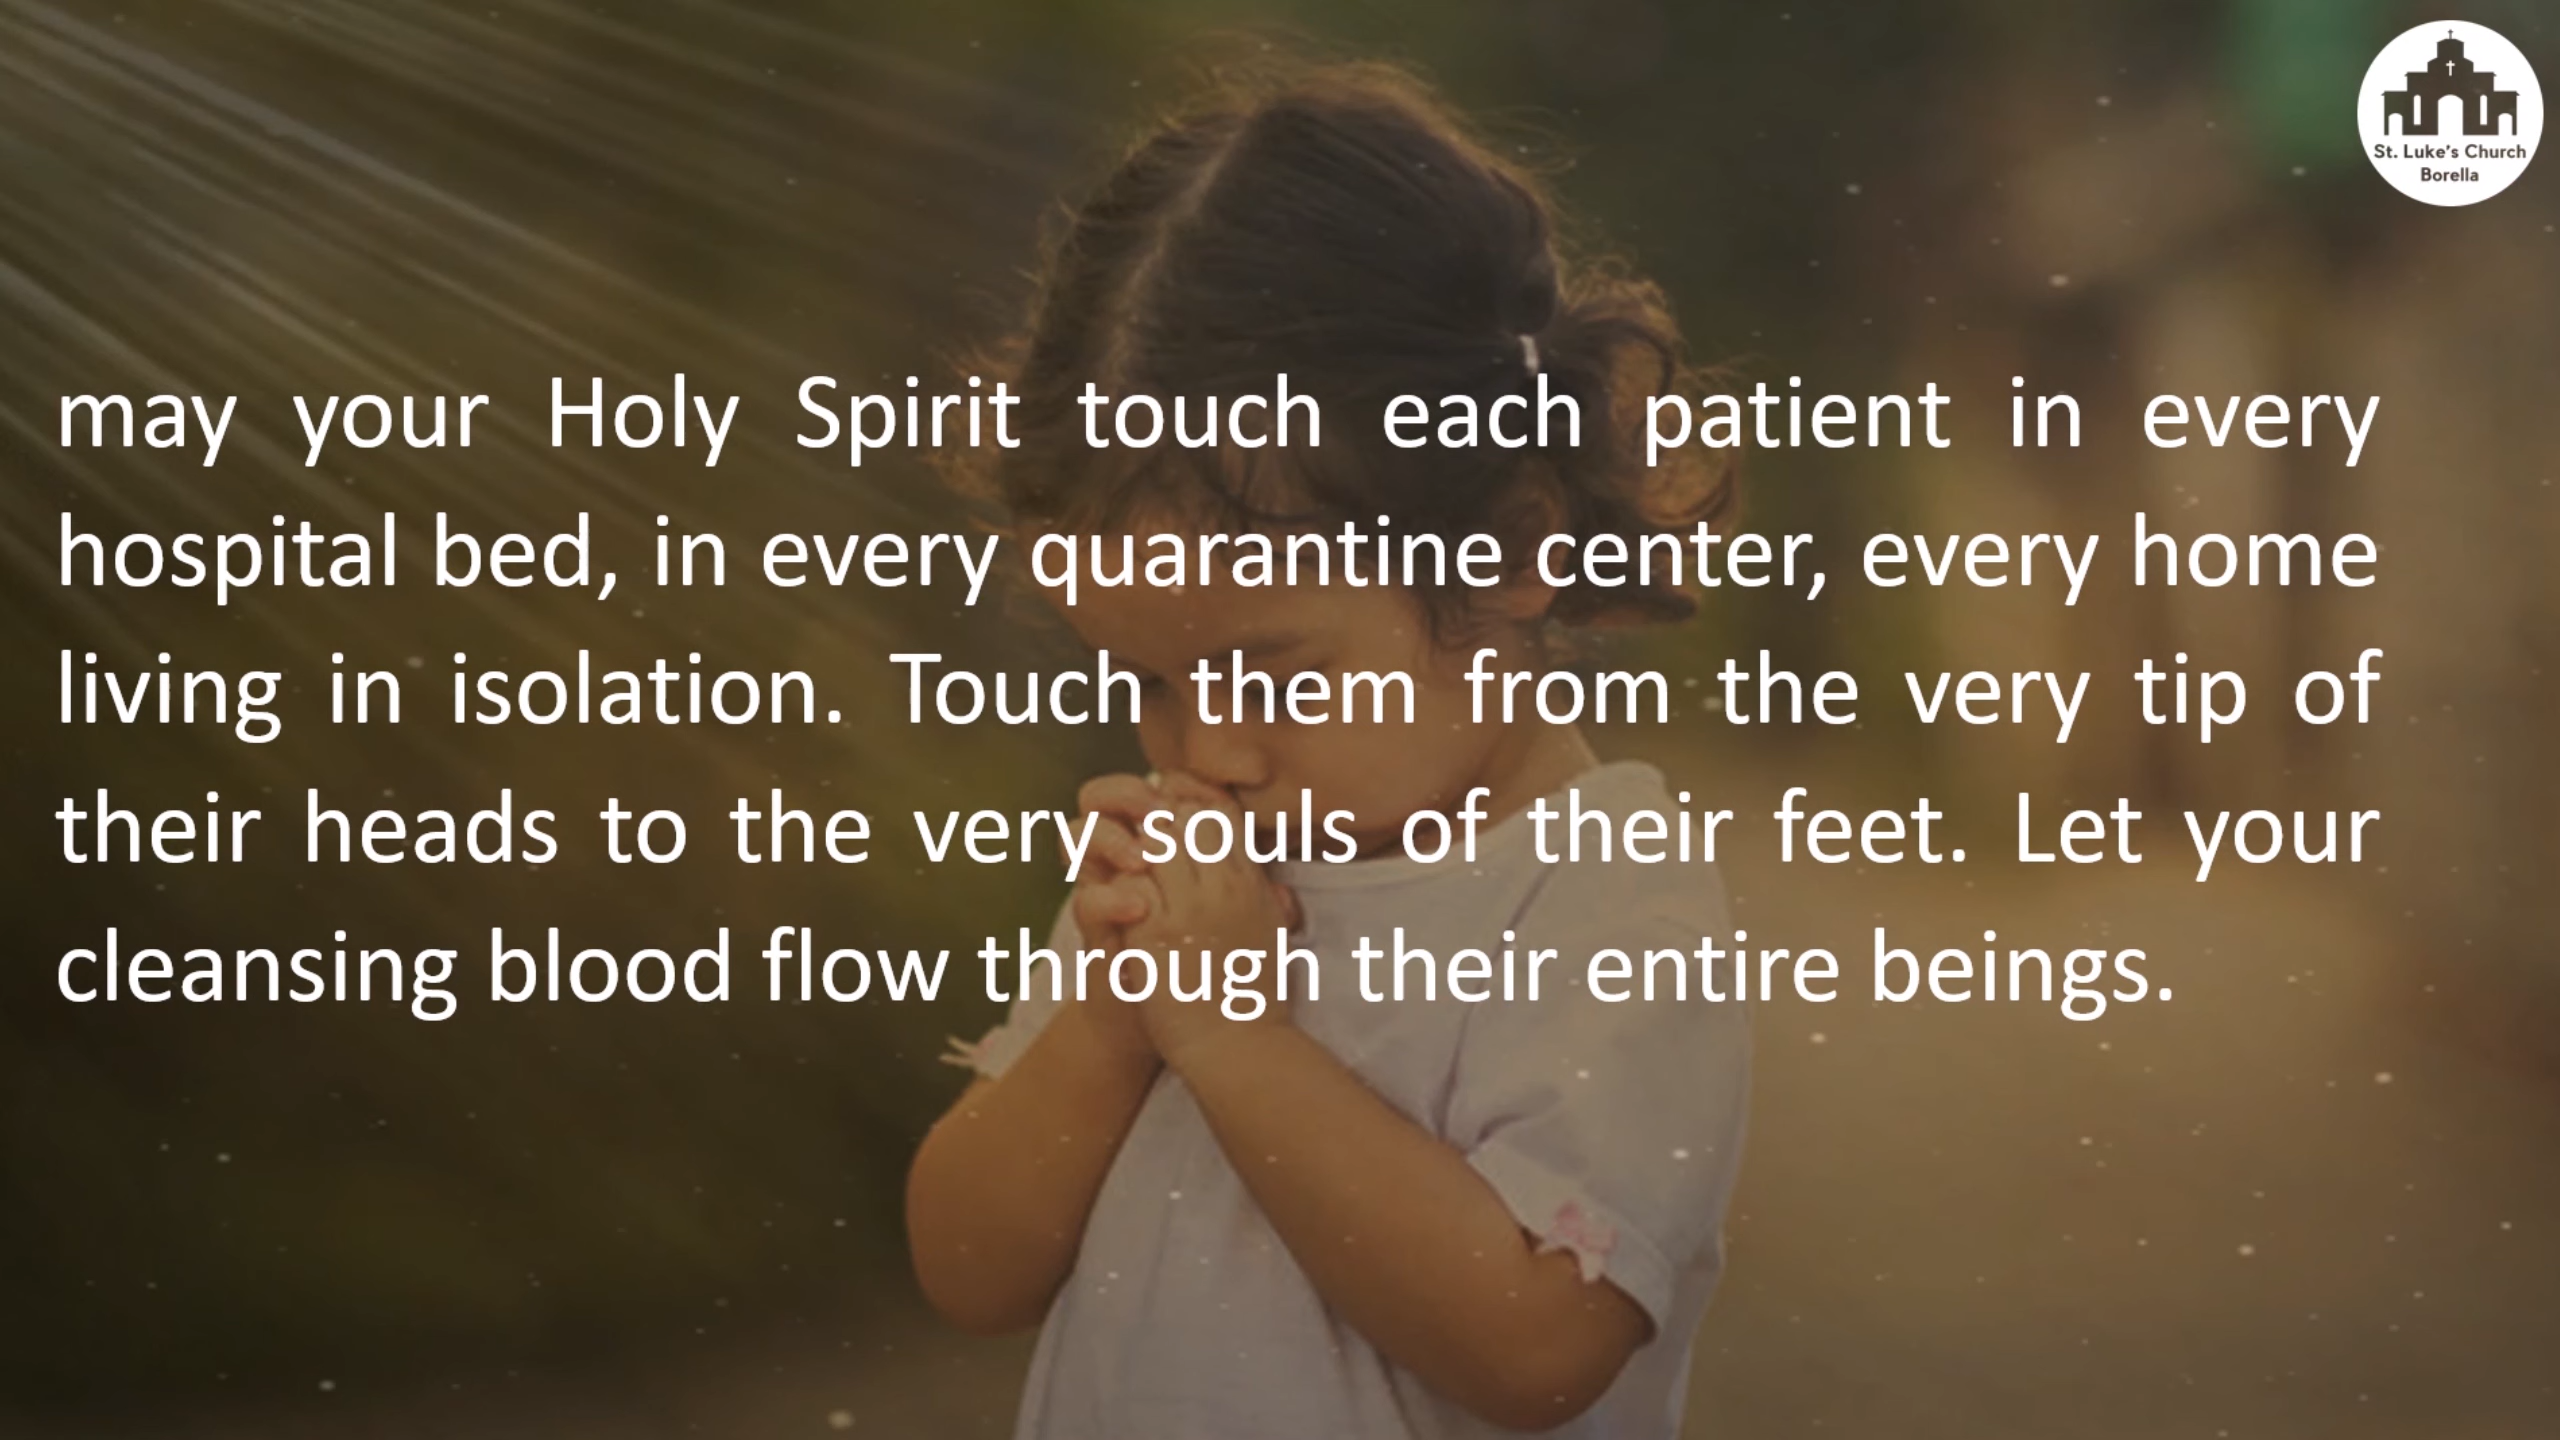 St. Luke's Church
Borella
may your Holy Spirit touch each patient in every
hospital bed, in every quarantine center, every home
living in isolation. Touch them from the very tip of
their heads to the very souls of their feet. Let your
cleansing blood flow through their entire beings.